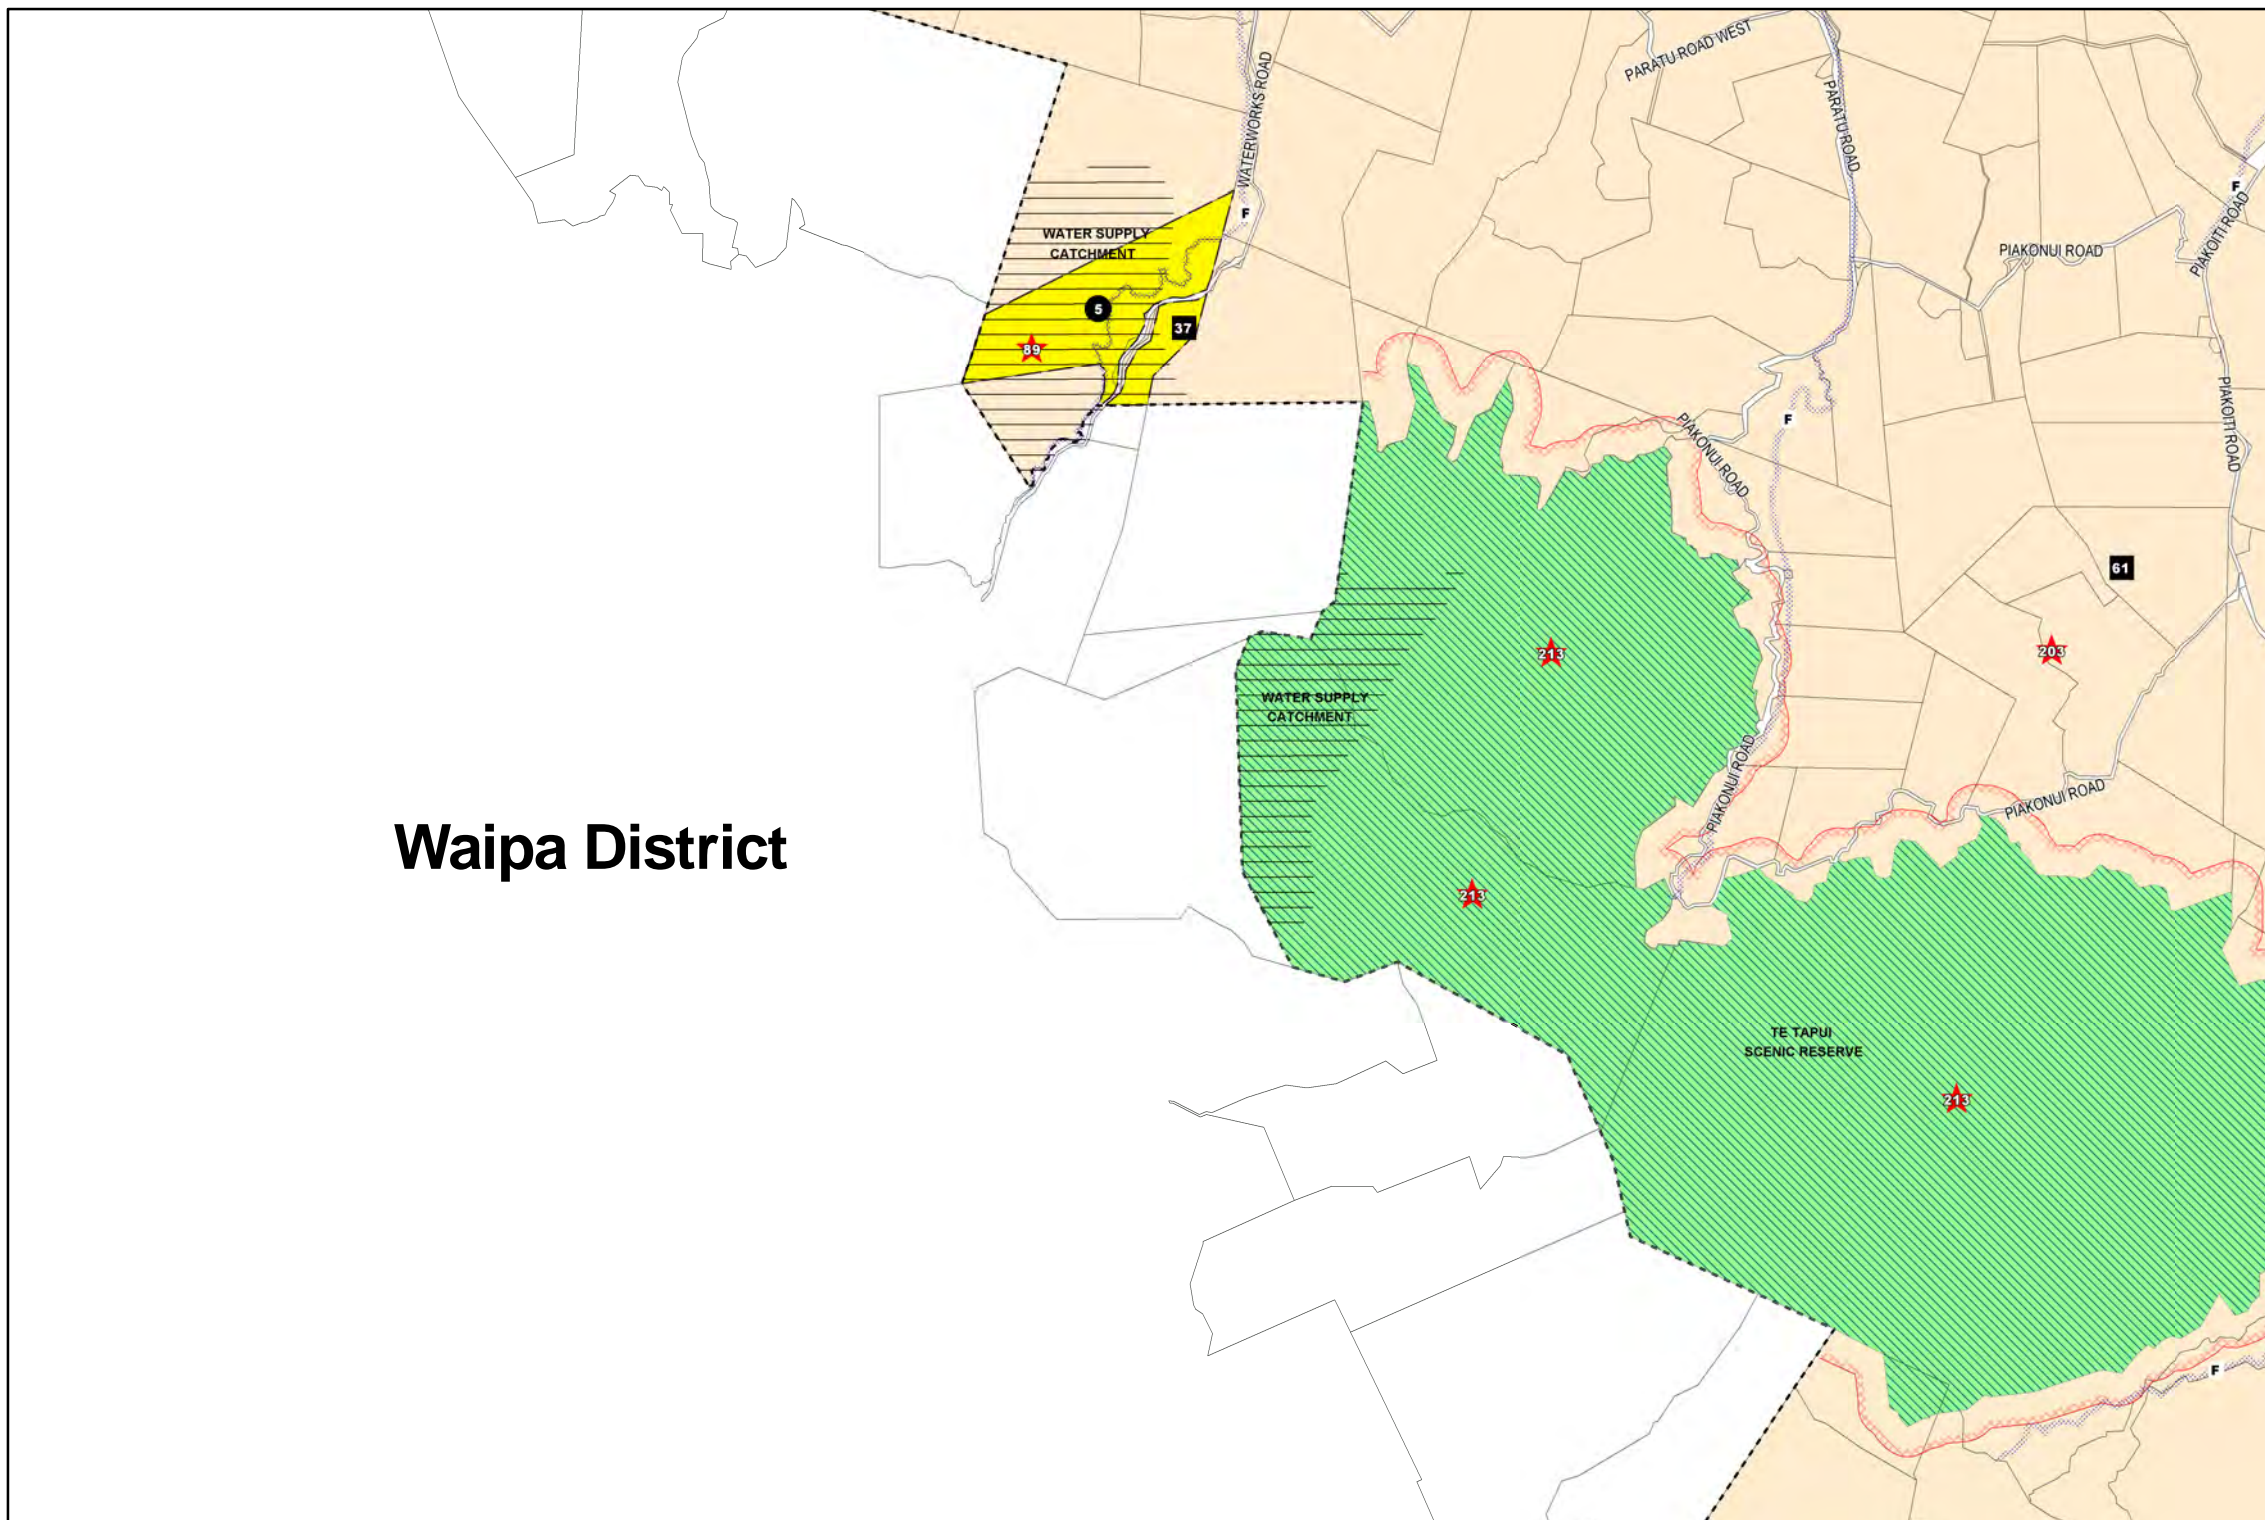 PARATU ROAD WEST
WATERWORKS ROAD
PARATU ROAD
F
F
PIAKOITI ROAD
WATER SUPPLY
CATCHMENT
PIAKONUI ROAD
5
37
89
PIAKOITI ROAD
F
PIAKONUI ROAD
61
213
203
WATER SUPPLY
CATCHMENT
PIAKONUI ROAD
PIAKONUI ROAD
Waipa District
213
TE TAPUI
SCENIC RESERVE
213
F